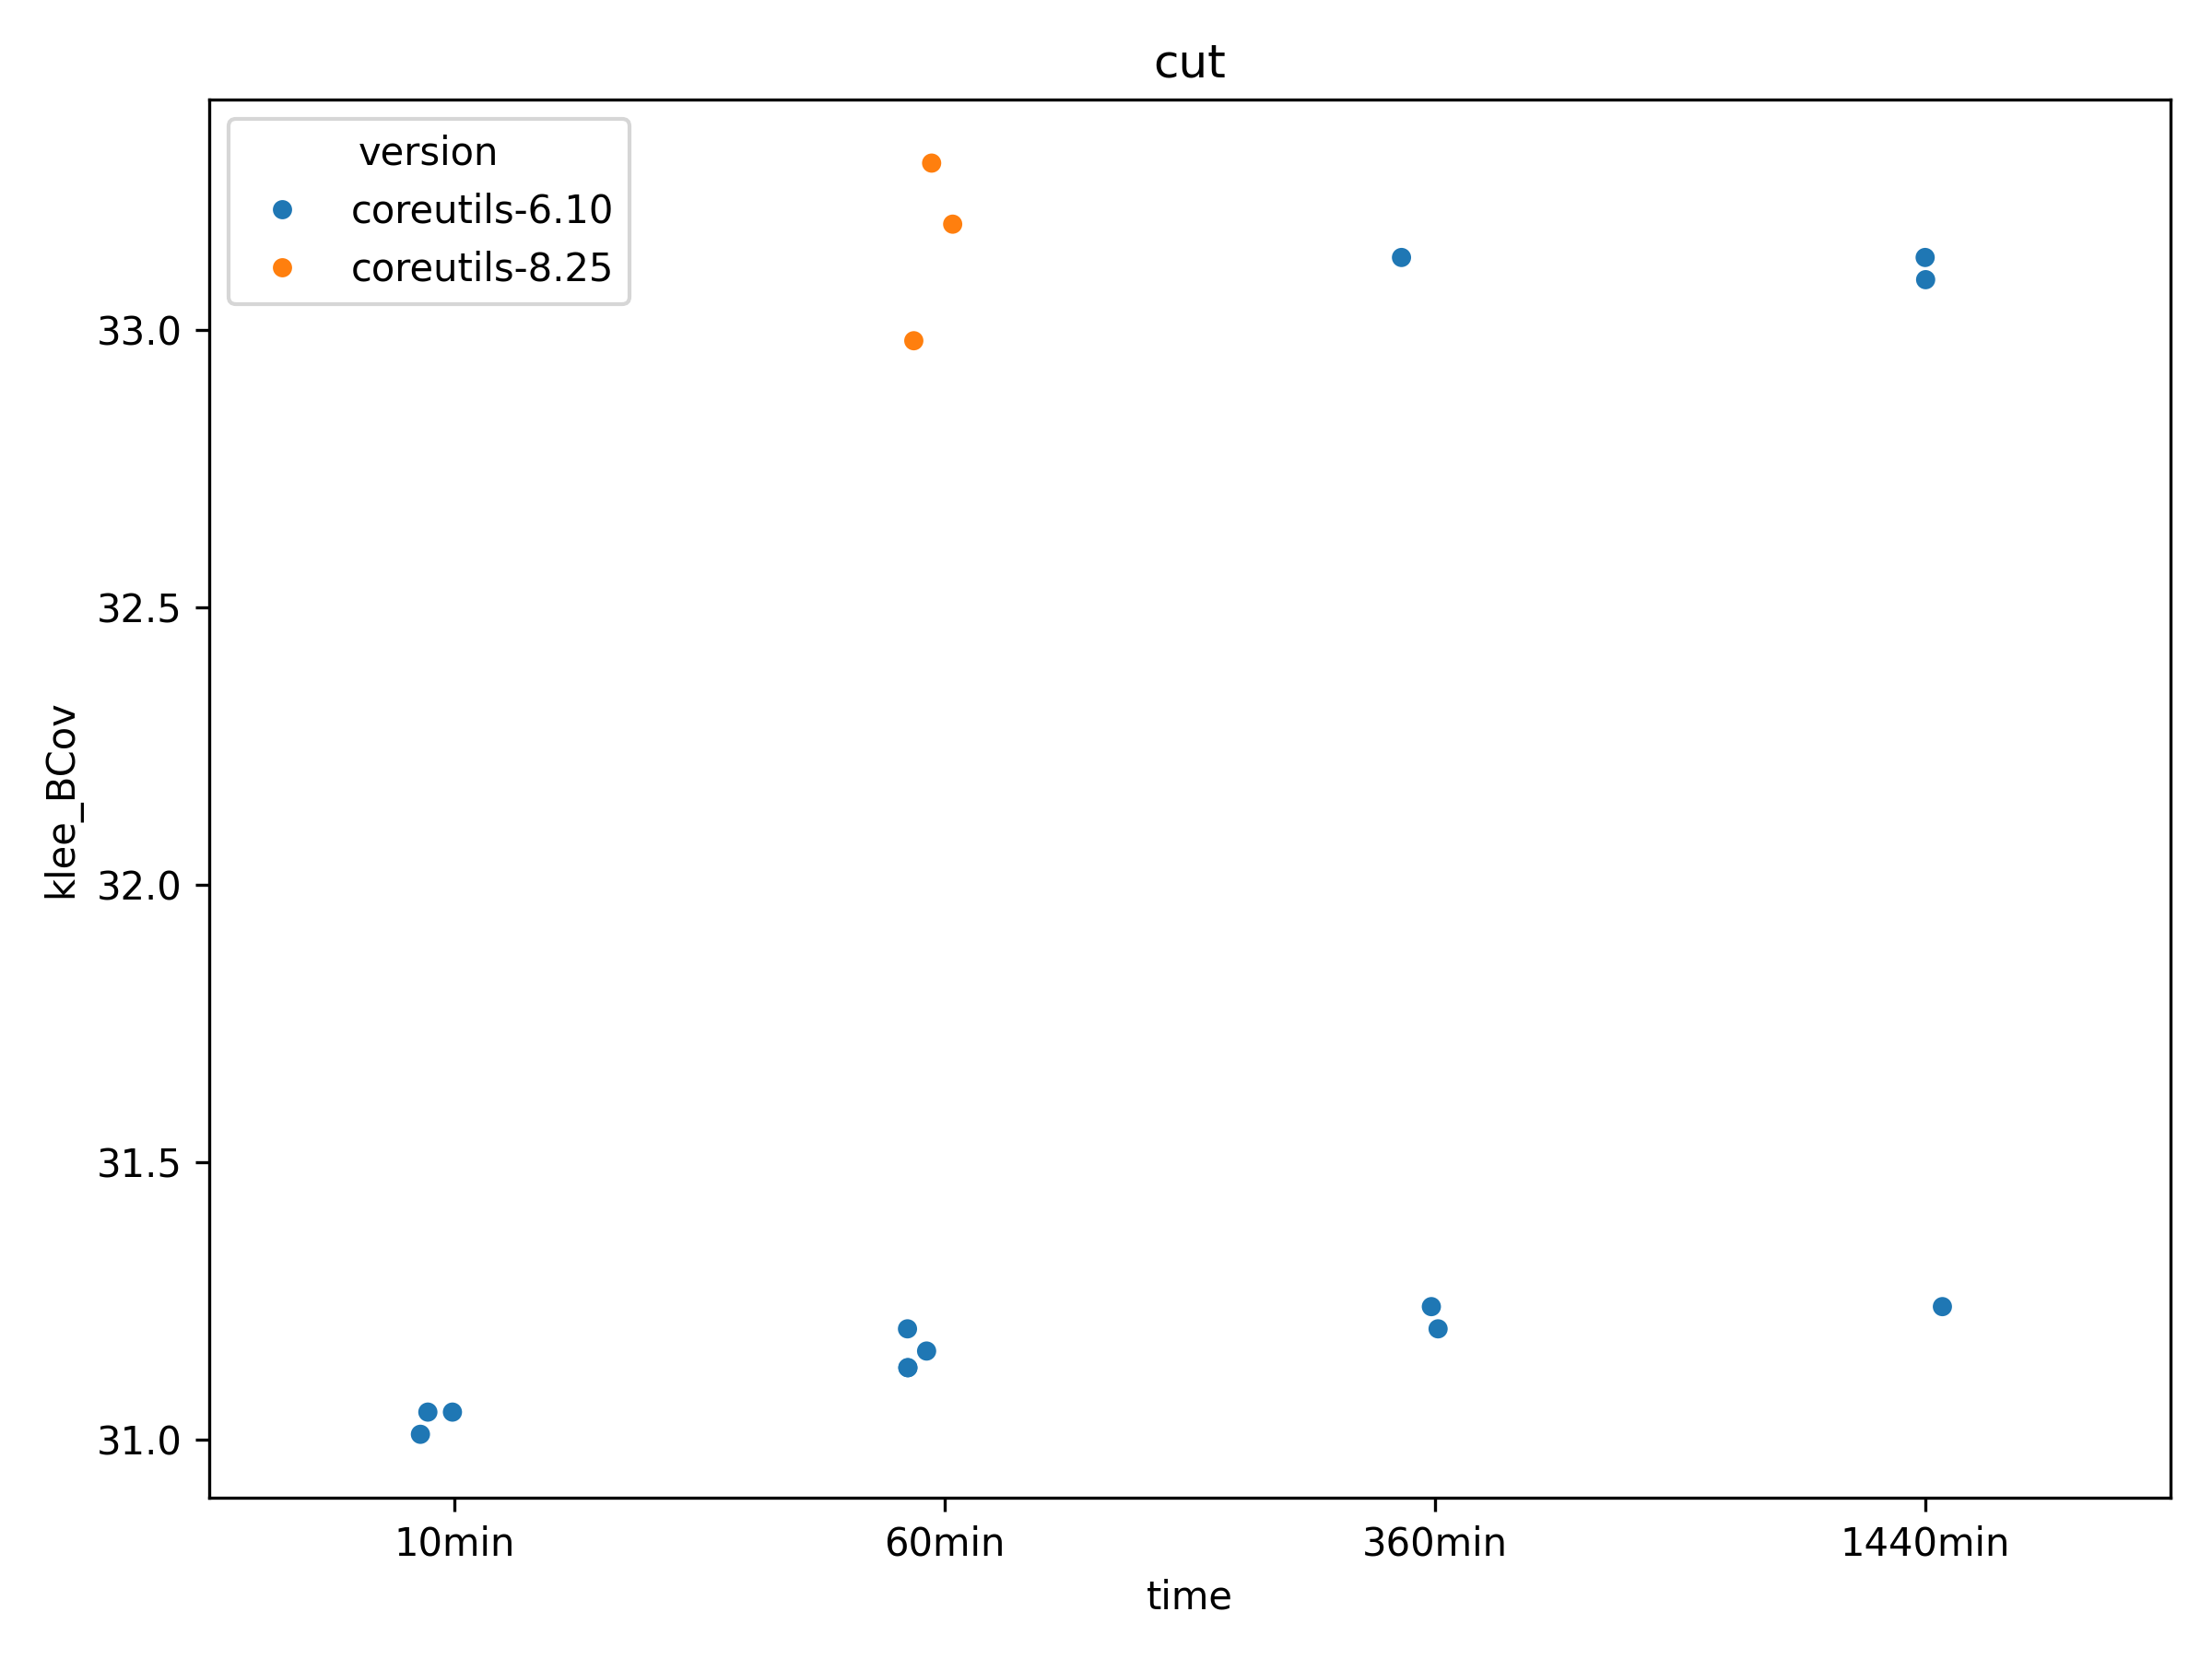 cut
version
coreutils-6.10
coreutils-8.25
klee_BCov
33.0
32.5
32.0
31.5
31.0
10min
60min
360min
1440min
time